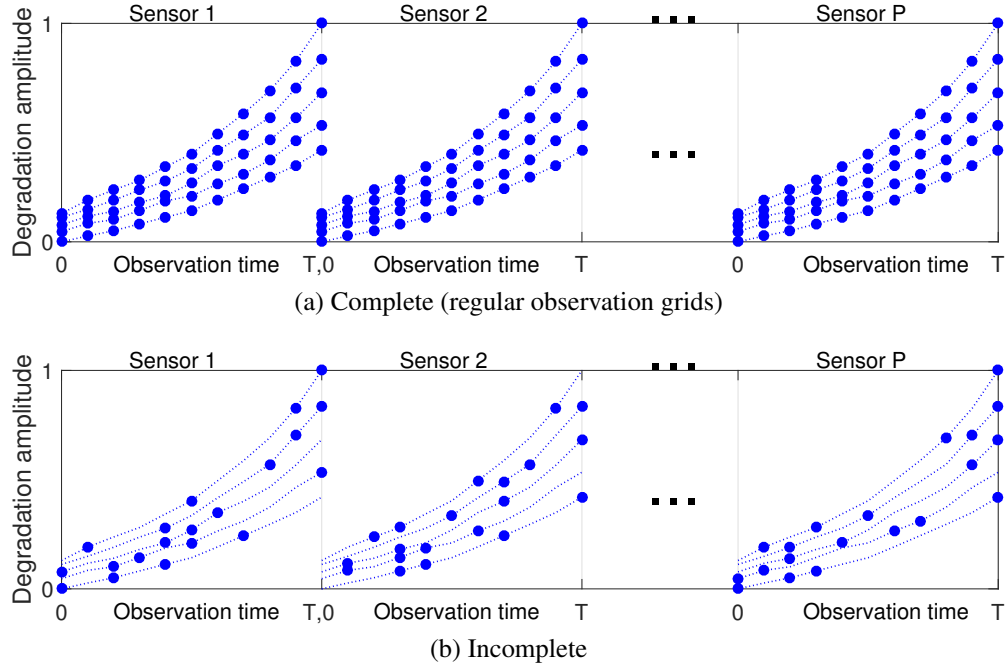 Sensor 1 Sensor 2 Sensor P
1
Degradation amplitude
0
0 Observation time T,0 Observation time T 0 Observation time T
(a) Complete (regular observation grids)
Sensor 1 Sensor 2 Sensor P
1
Degradation amplitude
0
0 Observation time T,0 Observation time T 0 Observation time T
(b) Incomplete